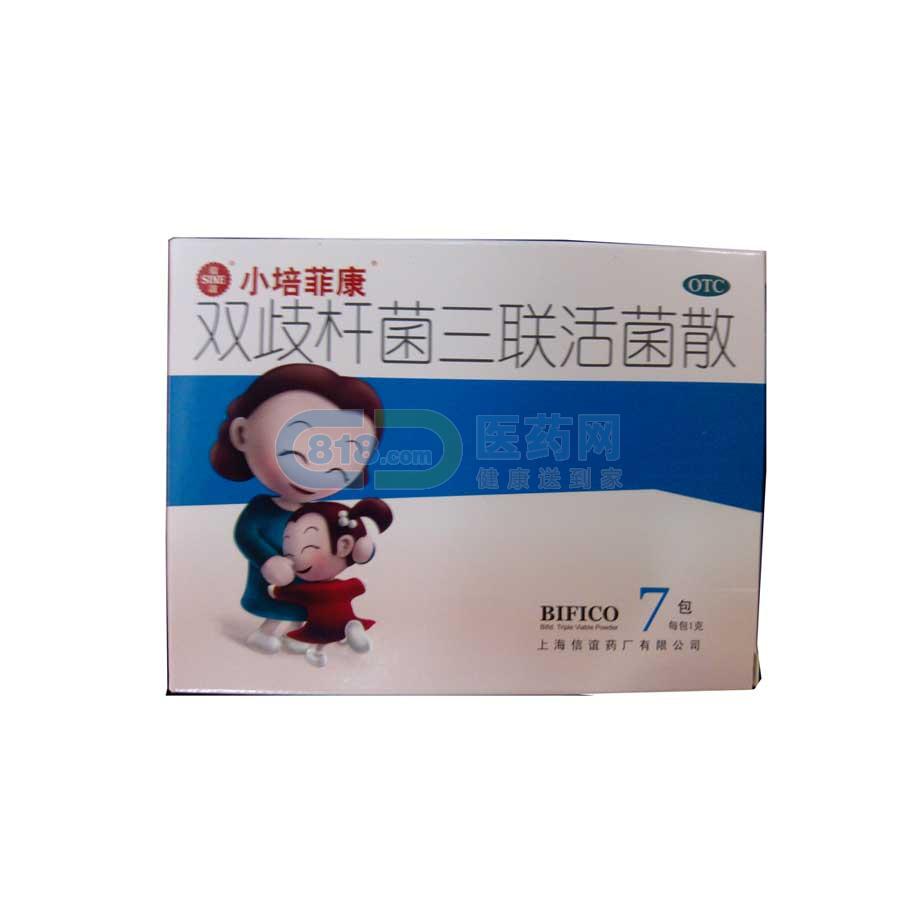 SINE
小培菲康
OTC
双歧杆菌三联活菌散
818.com
医药网
健康送到家
BIFICO
Bifid. Triple Viable Powder
7包
每包1克
上海信谊药厂有限公司